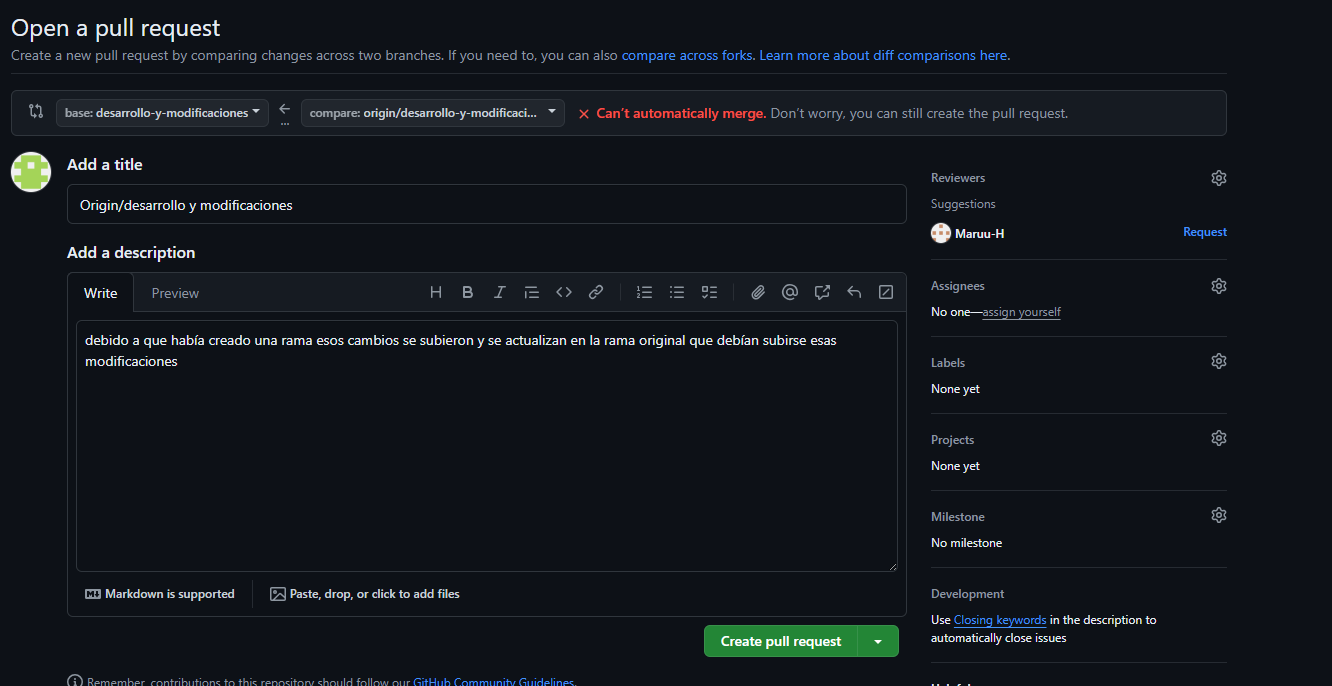 Open a pull request
Create a new pull request by comparing changes across two branches. If you need to, you can also compare across forks. Learn more about diff comparisons here.
base: desarrollo-y-modificaciones
compare: origin/desarrollo-y-modificaci...
Can't automatically merge. Don't worry, you can still create the pull request.
Add a title
Origin/desarrollo y modificaciones
Add a description
Write
Preview
debido a que había creado una rama esos cambios se subieron y se actualizan en la rama original que debían subirse esas
modificaciones
Markdown is supported
Paste, drop, or click to add files
Create pull request
Remember, contributions to this repository should follow our GitHub Community Guidelines.
Reviewers
Suggestions
Maruu-H
Request
Assignees
No one—assign yourself
Labels
None yet
Projects
None yet
Milestone
No milestone
Development
Use Closing keywords in the description to
automatically close issues